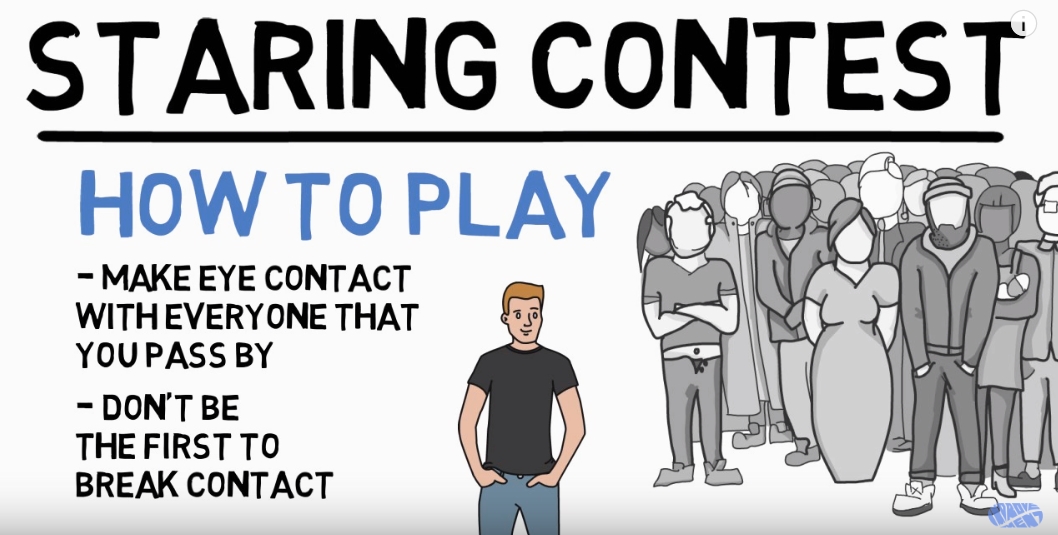 STARING CONTEST
HOW TO PLAY
- MAKE EYE CONTACT
WITH EVERYONE THAT
YOU PASS BY
- DON'T BE
THE FIRST TO
BREAK CONTACT